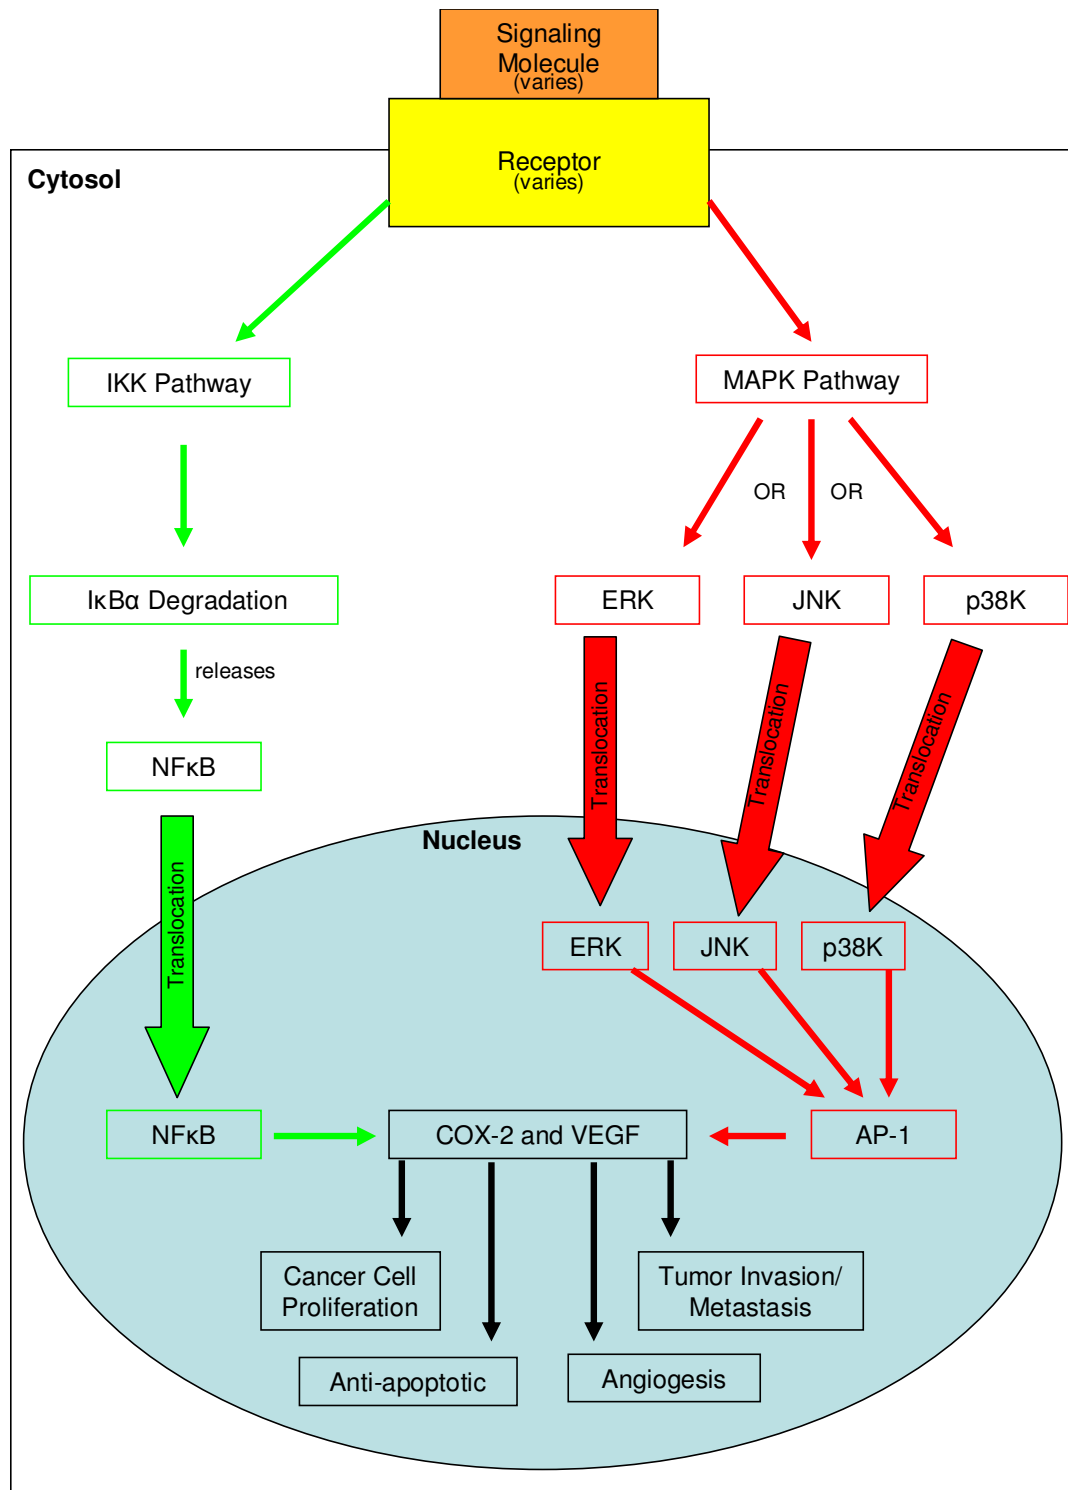 Signaling
Molecule
(varies)
Receptor
(varies)
Cytosol
IKK Pathway
MAPK Pathway
OR
OR
IκBα Degradation
ERK
JNK
p38K
releases
NFκB
Translocation
Translocation
Translocation
Translocation
Nucleus
ERK
JNK
p38K
NFκB
COX-2 and VEGF
AP-1
Cancer Cell
Proliferation
Tumor Invasion/
Metastasis
Anti-apoptotic
Angiogesis